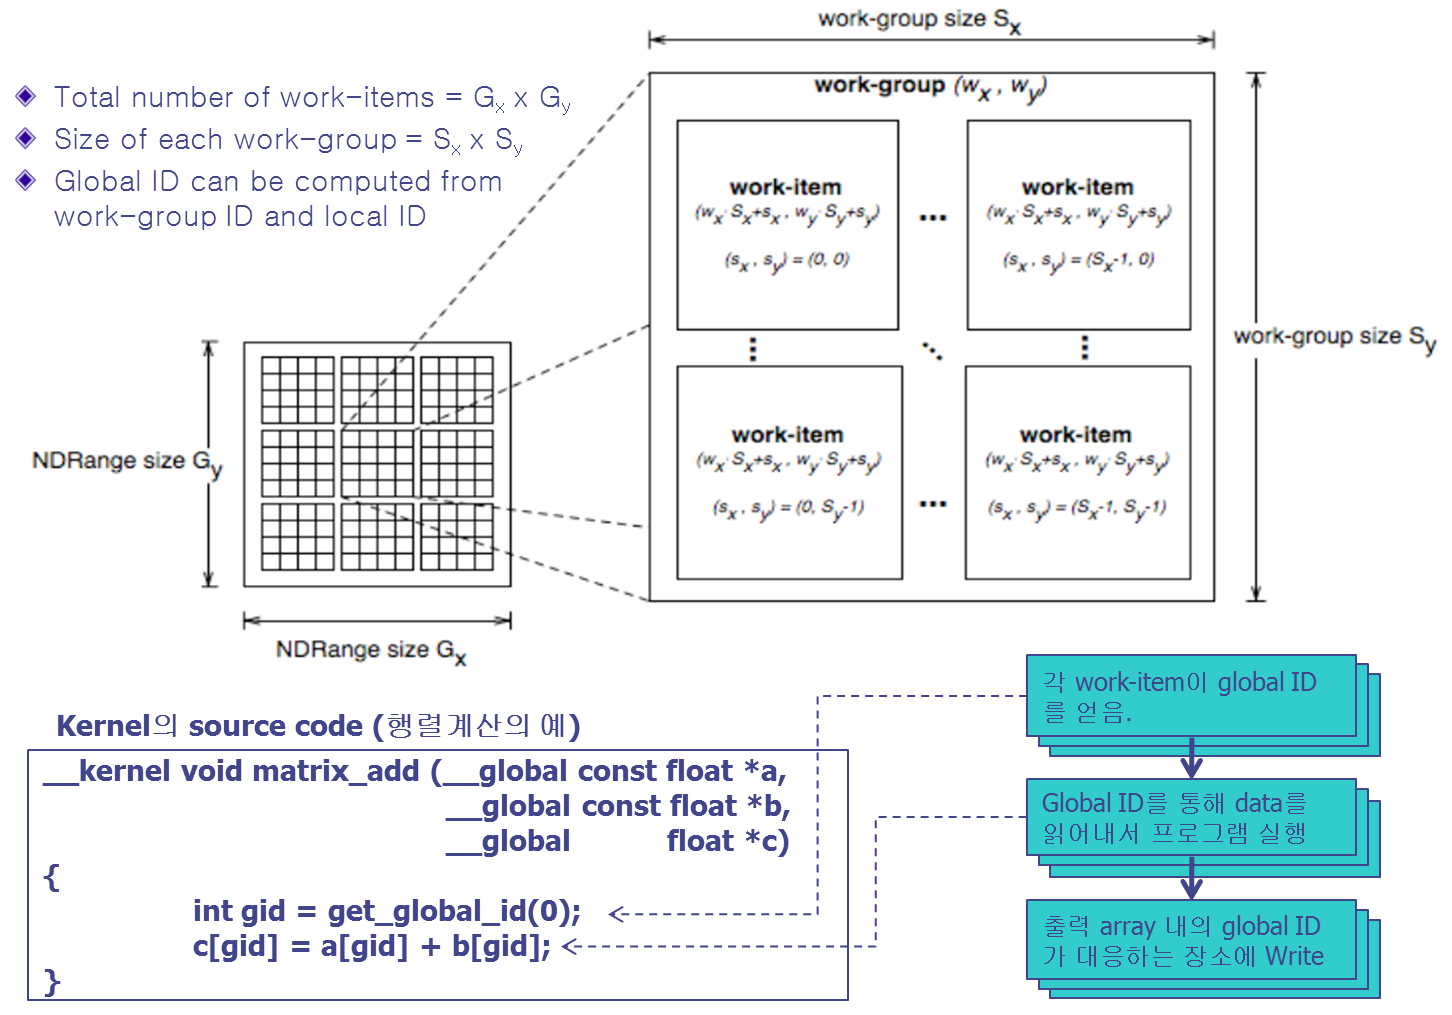 work-group size Sx
Total number of work-items = Gx x Gy
Size of each work-group = Sx x Sy
Global ID can be computed from
work-group ID and local ID
work-group (wx , wy)
work-item
(wx· Sx+sx , wy· Sy+sy)
(sx , sy) = (0, 0)
...
work-item
(wx· Sx+sx , wy· Sy+sy)
(sx , sy) = (Sx-1, 0)
work-group size Sy
work-item
(wx· Sx+sx , wy· Sy+sy)
(sx , sy) = (0, Sy-1)
...
work-item
(wx· Sx+sx , wy· Sy+sy)
(sx , sy) = (Sx-1, Sy-1)
NDRange size Gy
NDRange size Gx
Kernel의 source code (행렬계산의 예)
__kernel void matrix_add (__global const float *a,
__global const float *b,
__global float *c)
{
int gid = get_global_id(0);
c[gid] = a[gid] + b[gid];
}
각 work-item이 global ID
를 얻음.
Global ID를 통해 data를
읽어내서 프로그램 실행
출력 array 내의 global ID
가 대응하는 장소에 Write